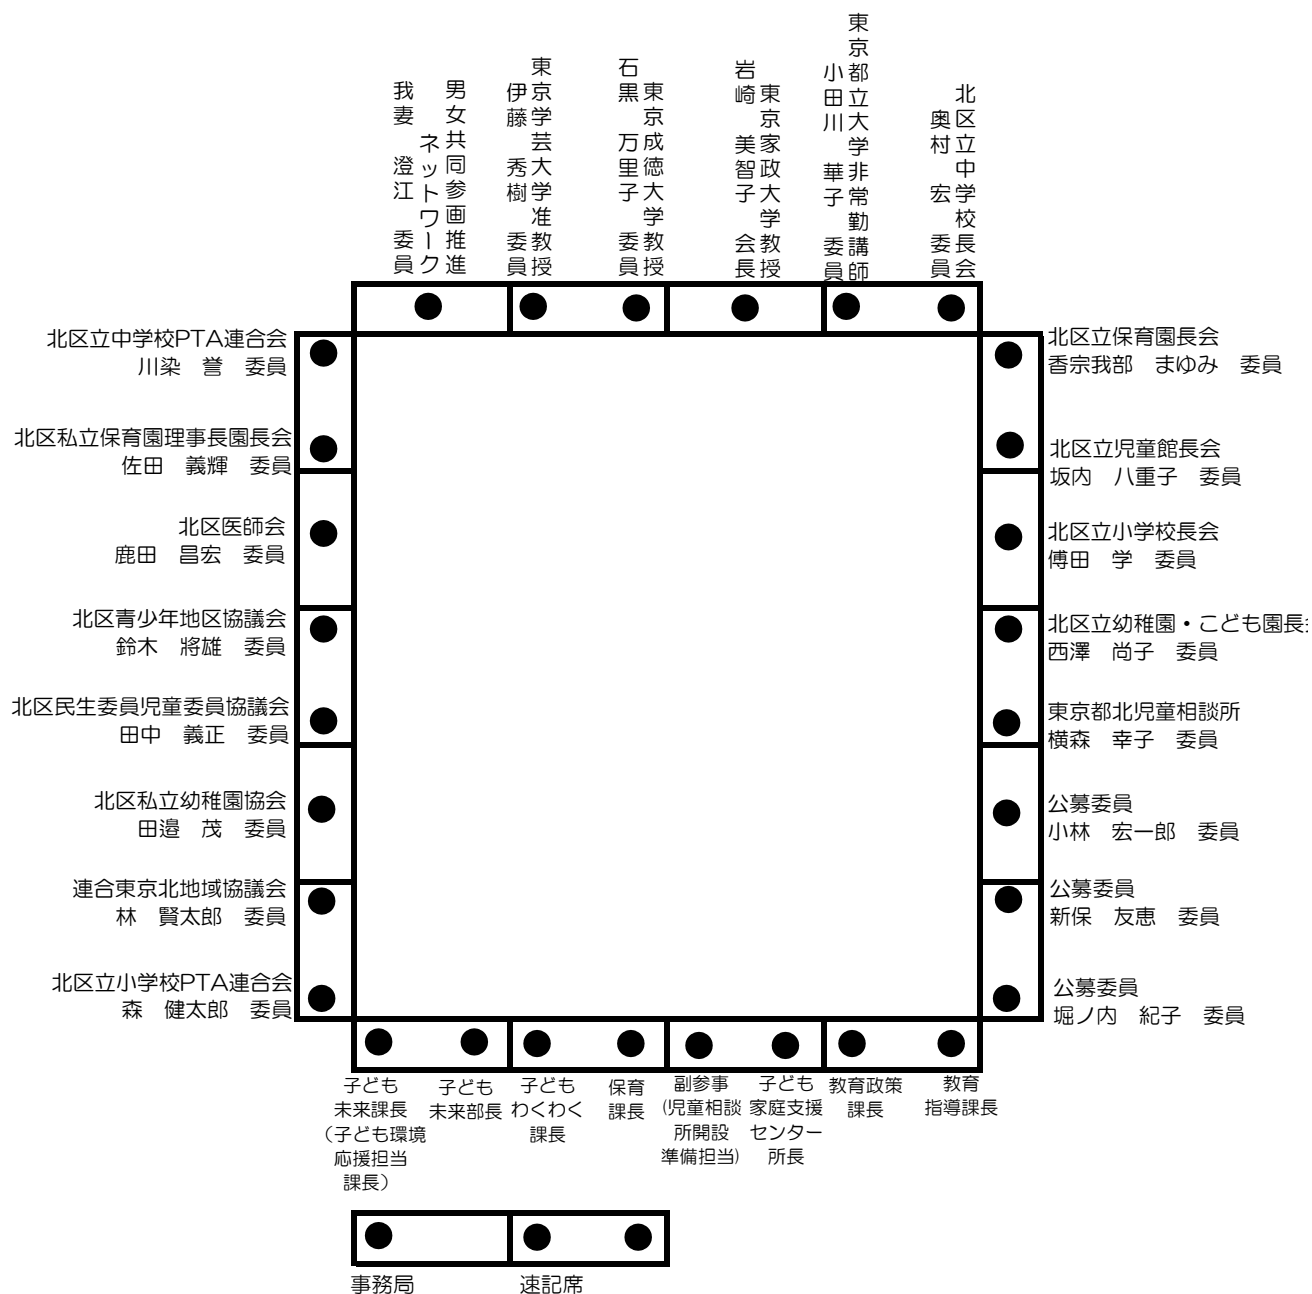 男女共同参画推進
ネットワーク
我妻　澄江　委員
東京学芸大学准教授
伊藤　秀樹　委員
東京成徳大学教授
石黒　万里子　委員
東京家政大学教授
岩崎　美智子　会長
東京都立大学非常勤講師
小田川　華子　委員
北区立中学校長会
奥村　宏　委員
北区立中学校PTA連合会
川染　誉　委員
北区私立保育園理事長園長会
佐田　義輝　委員
北区医師会
鹿田　昌宏　委員
北区青少年地区協議会
鈴木　將雄　委員
北区民生委員児童委員協議会
田中　義正　委員
北区私立幼稚園協会
田邉　茂　委員
連合東京北地域協議会
林　賢太郎　委員
北区立小学校PTA連合会
森　健太郎　委員
北区立保育園長会
香宗我部　まゆみ　委員
北区立児童館長会
坂内　八重子　委員
北区立小学校長会
傅田　学　委員
北区立幼稚園・こども園長会
西澤　尚子　委員
東京都北児童相談所
横森　幸子　委員
公募委員
小林　宏一郎　委員
公募委員
新保　友恵　委員
公募委員
堀ノ内　紀子　委員
子ども
未来課長
（子ども環境
応援担当
課長）
子ども
未来部長
子ども
わくわく
課長
保育
課長
副参事
(児童相談
所開設
準備担当)
子ども
家庭支援
センター
所長
教育政策
課長
教育
指導課長
事務局
速記席